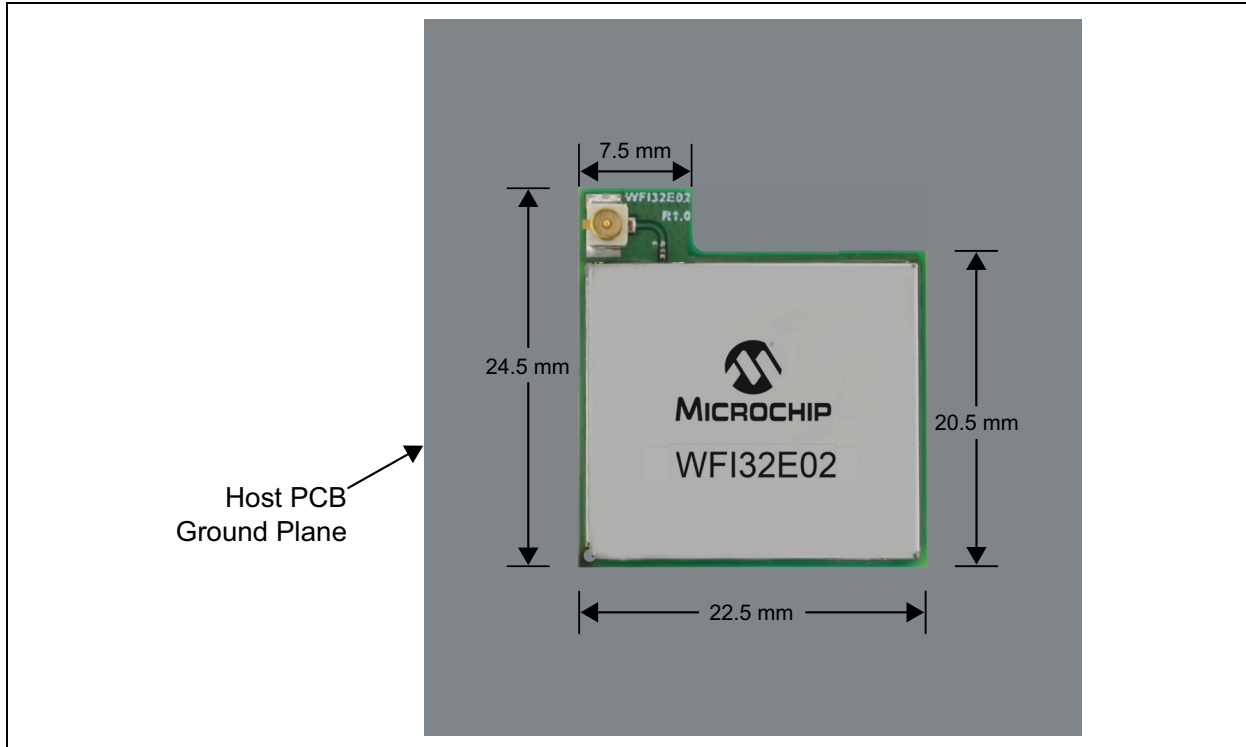 7.5 mm
WFI32E02
R1.0
24.5 mm
MICROCHIP
20.5 mm
WFI32E02
Host PCB
Ground Plane
22.5 mm